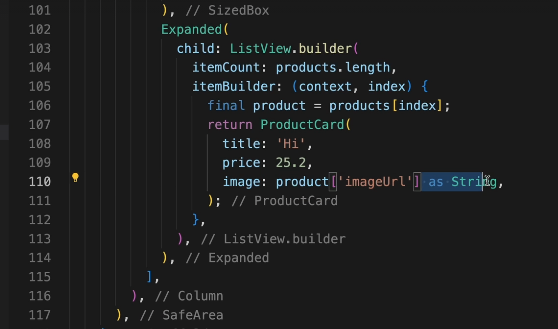 101 ), // SizedBox
102 Expanded(
103 child: ListView.builder(
104 itemCount: products.length,
105 itemBuilder: (context, index) {
106 final product = products[index];
107 return ProductCard(
108 title: 'Hi',
109 price: 25.2,
110 image: product['imageUrl'] as String,
111 ); // ProductCard
112 },
113 ), // ListView.builder
114 ), // Expanded
115 ],
116 ), // Column
117 ), // SafeArea